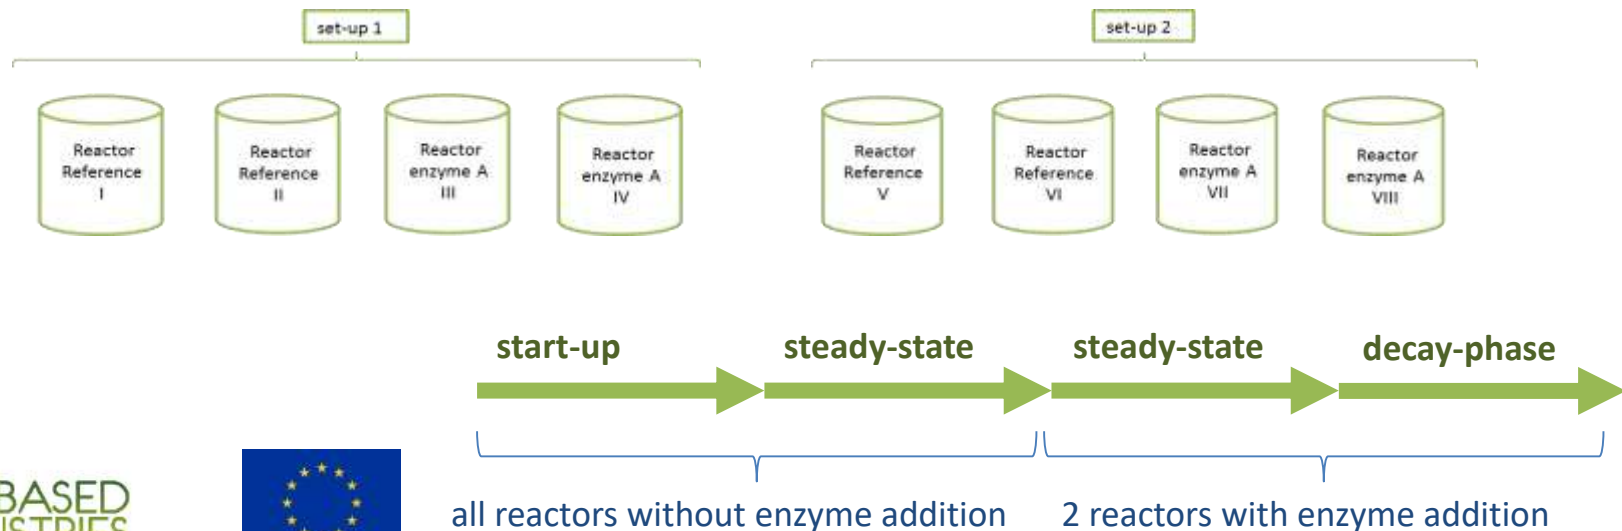 set-up 1
set-up 2
Reactor
Reference
I
Reactor
Reference
II
Reactor
enzyme A
III
Reactor
enzyme A
IV
Reactor
Reference
V
Reactor
Reference
VI
Reactor
enzyme A
VII
Reactor
enzyme A
VIII
start-up
steady-state
steady-state
decay-phase
BASED
all reactors without enzyme addition
2 reactors with enzyme addition